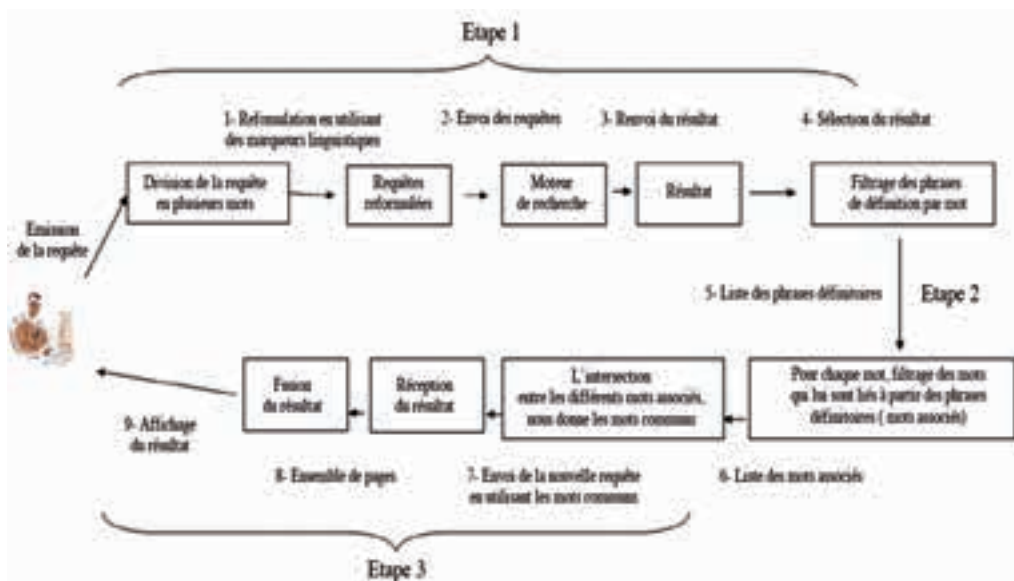 Etape 1
1- Reformulation en utilisant
des marqueurs linguistiques
2- Envoi des requêtes
3- Renvoi du résultat
4- Sélection du résultat
Division de la requête
en plusieurs mots
Requêtes
reformulées
Moteur
de recherche
Résultat
Filtrage des phrases
de définition par mot
Emission
de la requête
5- Liste des phrases définitoires
Etape 2
Fusion
du résultat
Réception
du résultat
L'intersection
entre les différents mots associés,
nous donne les mots communs
Pour chaque mot, filtrage des mots
qui lui sont liés à partir des phrases
définitoires ( mots associés)
9- Affichage
du résultat
8- Ensemble de pages
7- Envoi de la nouvelle requête
en utilisant les mots communs
6- Liste des mots associés
Etape 3